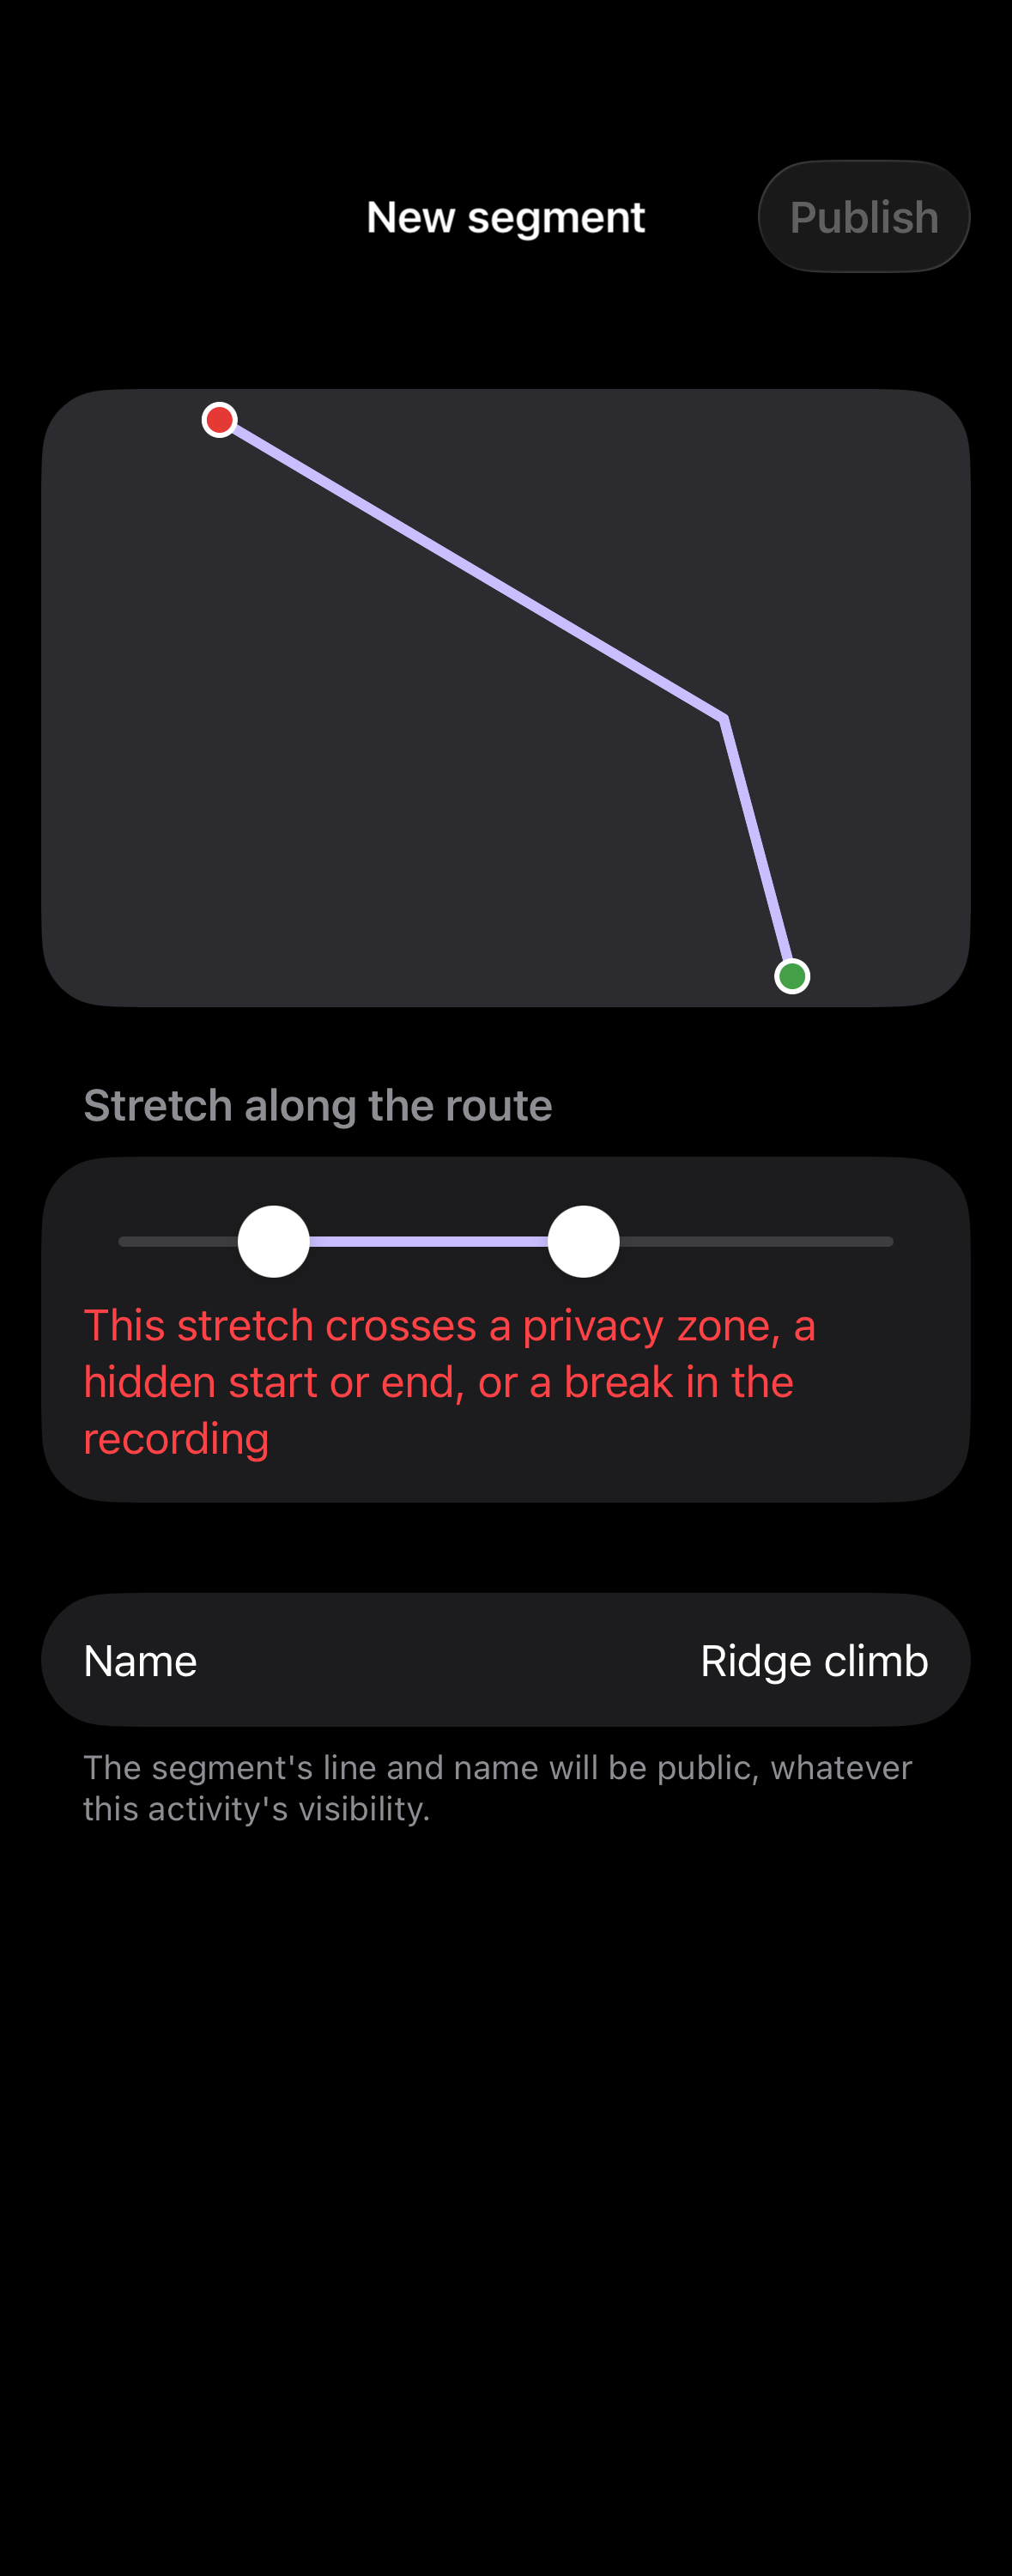 New segment
Publish
Stretch along the route
This stretch crosses a privacy zone, a
hidden start or end, or a break in the
recording
Name
Ridge climb
The segment's line and name will be public, whatever
this activity's visibility.